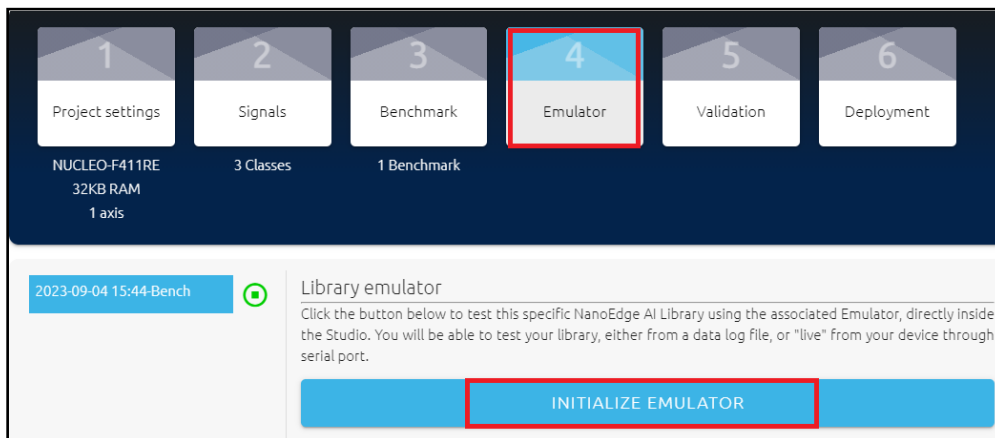 1
Project settings
NUCLEO-F411RE
32KB RAM
1 axis
2
Signals
3 Classes
3
Benchmark
1 Benchmark
4
Emulator
5
Validation
6
Deployment
2023-09-04 15:44-Bench
Library emulator
Click the button below to test this specific NanoEdge AI Library using the associated Emulator, directly inside
the Studio. You will be able to test your library, either from a data log file, or "live" from your device through
serial port.
INITIALIZE EMULATOR